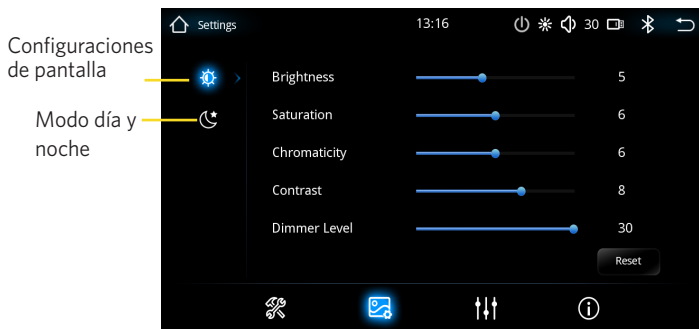 Settings 13:16 30
Configuraciones
de pantalla
Modo día y
noche
Brightness 5
Saturation 6
Chromaticity 6
Contrast 8
Dimmer Level 30
Reset